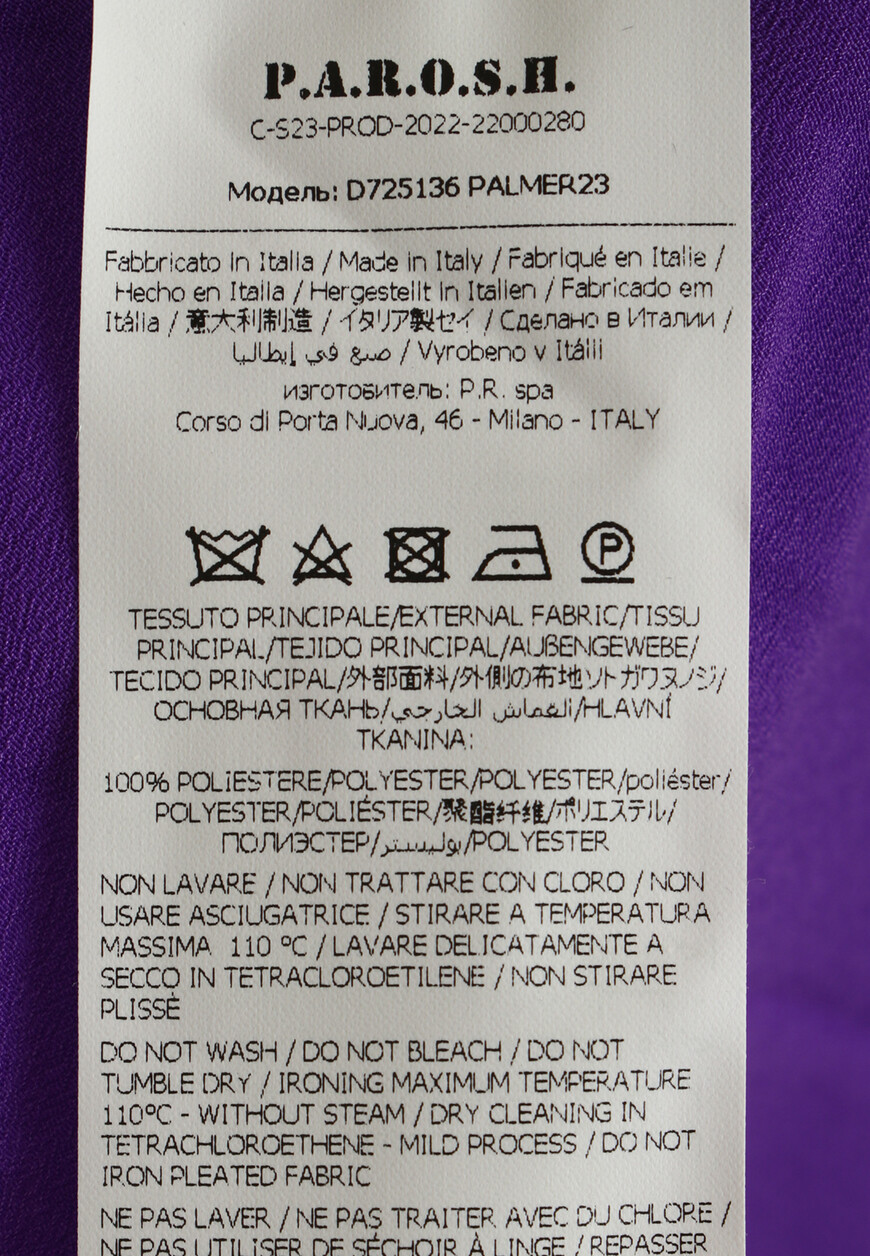 P.A.R.O.S.H.
C-S23-PROD-2022-22000280
Модель: D725136 PALMER23
Fabbricato in Italia / Made in Italy / Fabriqué en Italie /
Hecho en Italia / Hergestellt in Italien / Fabricado em
Itália / 意大利制造 / イタリア製セイ / Сделано в Италии /
صنع في إيطاليا / Vyrobeno v Itálii
изготовитель: P.R. spa
Corso di Porta Nuova, 46 - Milano - ITALY
P
TESSUTO PRINCIPALE/EXTERNAL FABRIC/TISSU
PRINCIPAL/TEJIDO PRINCIPAL/AUßENGEWEBE/
TECIDO PRINCIPAL/外部面料/外側の布地ソトガワヌノジ/
ОСНОВНАЯ ТКАНЬ/القماش الخارجي/HLAVNÍ
TKANINA:
100% POLIESTERE/POLYESTER/POLYESTER/poliéster/
POLYESTER/POLIÉSTER/聚酯纤维/ポリエステル/
ПОЛИЭСТЕР/بوليستر/POLYESTER
NON LAVARE / NON TRATTARE CON CLORO / NON
USARE ASCIUGATRICE / STIRARE A TEMPERATURA
MASSIMA 110 °C / LAVARE DELICATAMENTE A
SECCO IN TETRACLOROETILENE / NON STIRARE
PLISSÈ
DO NOT WASH / DO NOT BLEACH / DO NOT
TUMBLE DRY / IRONING MAXIMUM TEMPERATURE
110°C - WITHOUT STEAM / DRY CLEANING IN
TETRACHLOROETHENE - MILD PROCESS / DO NOT
IRON PLEATED FABRIC
NE PAS LAVER / NE PAS TRAITER AVEC DU CHLORE /
NE PAS UTILISER DE SÉCHOIR À LINGE / REPASSER